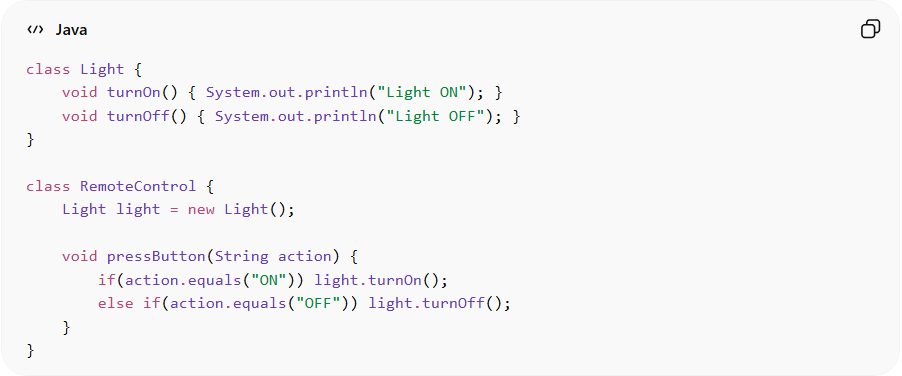 </> Java
class Light {
    void turnOn() { System.out.println("Light ON"); }
    void turnOff() { System.out.println("Light OFF"); }
}

class RemoteControl {
    Light light = new Light();

    void pressButton(String action) {
        if(action.equals("ON")) light.turnOn();
        else if(action.equals("OFF")) light.turnOff();
    }
}